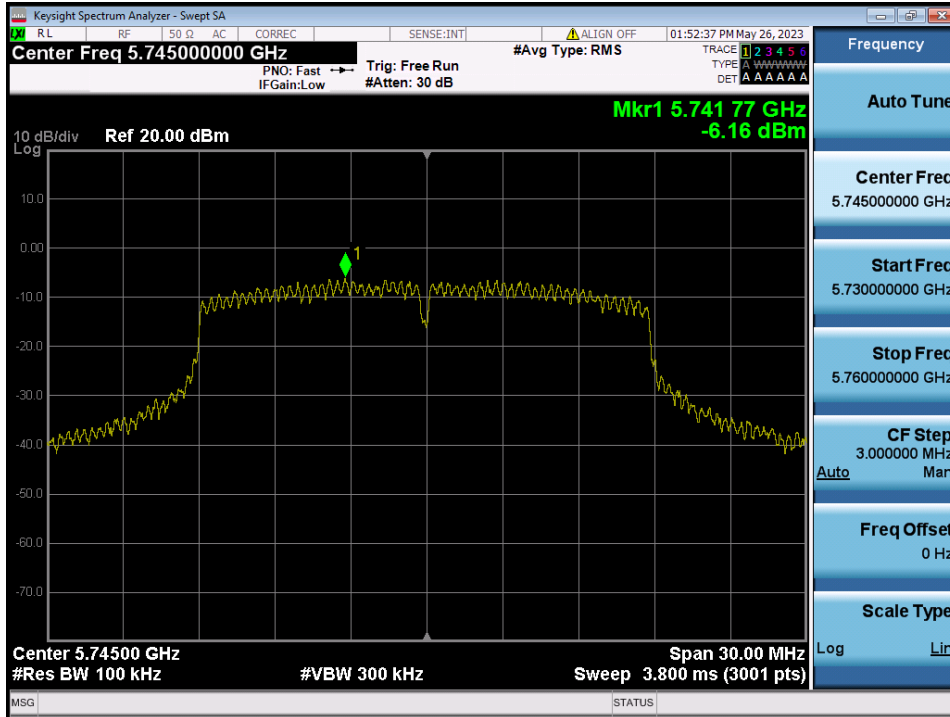 Keysight Spectrum Analyzer - Swept SA
LXI RL RF 50 Ω AC CORREC SENSE:INT ALIGN OFF 01:52:37 PM May 26, 2023
Center Freq 5.745000000 GHz
PNO: Fast
IFGain:Low
Trig: Free Run
#Atten: 30 dB
#Avg Type: RMS
TRACE 1 2 3 4 5 6
TYPE A WWWWW
DET A A A A A A
Mkr1 5.741 77 GHz
-6.16 dBm
10 dB/div Ref 20.00 dBm
Log
10.0
0.00
-10.0
-20.0
-30.0
-40.0
-50.0
-60.0
-70.0
1
Center 5.74500 GHz Span 30.00 MHz
#Res BW 100 kHz #VBW 300 kHz Sweep 3.800 ms (3001 pts)
MSG STATUS
Frequency
Auto Tune
Center Freq
5.745000000 GHz
Start Freq
5.730000000 GHz
Stop Freq
5.760000000 GHz
CF Step
3.000000 MHz
Auto Man
Freq Offset
0 Hz
Scale Type
Log Lin